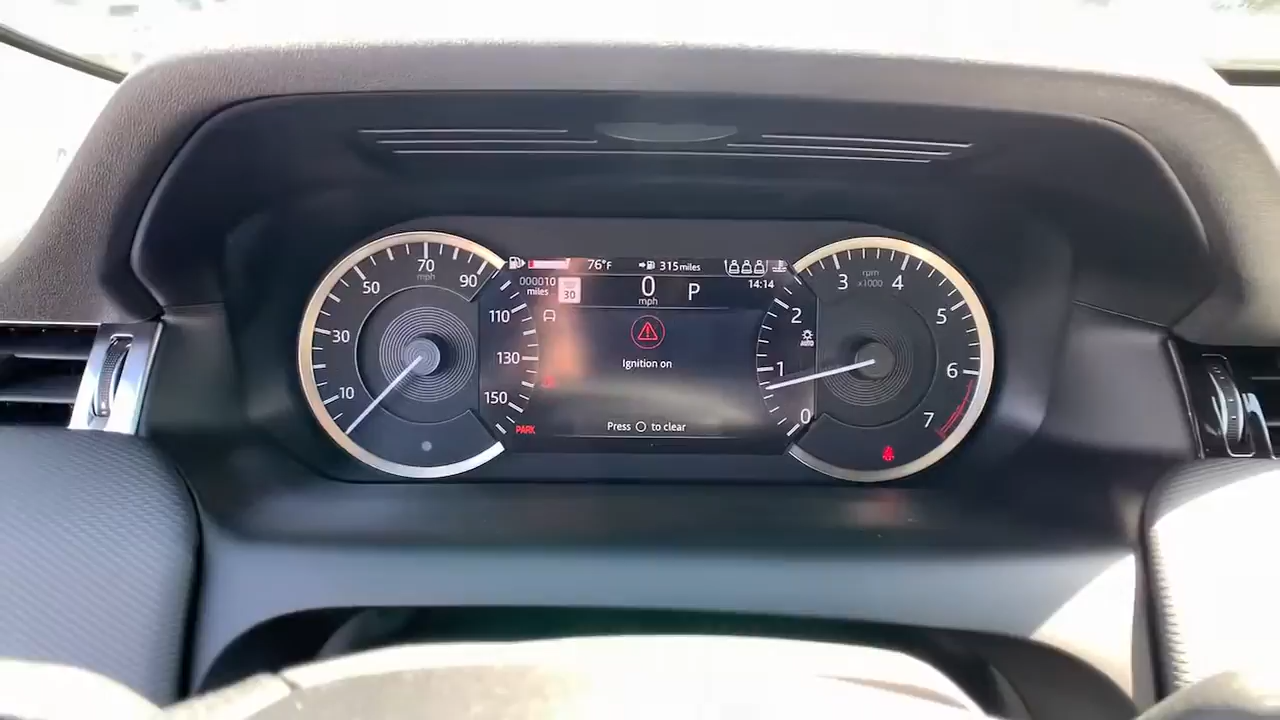 76°F
315 miles
000010
miles
30
0
mph
P
14:14
Ignition on
Press to clear
PARK
10
30
50
70
mph
90
110
130
150
0
1
2
3
4
5
6
7
rpm
x1000
AUTO